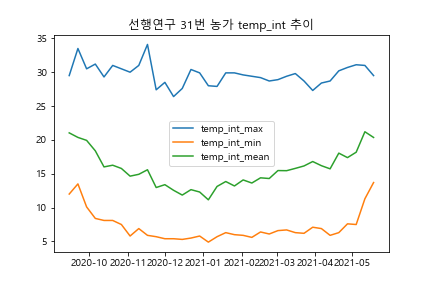 선행연구 31번 농가 temp_int 추이
35
30
25
20
15
10
5
temp_int_max
temp_int_min
temp_int_mean
2020-10 2020-11 2020-12 2021-01 2021-02 2021-03 2021-04 2021-05